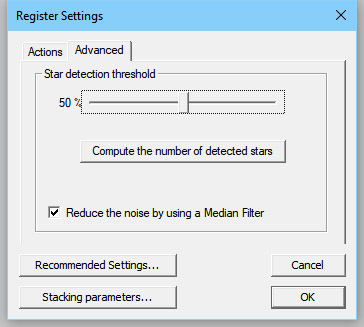 Register Settings
Actions
Advanced
Star detection threshold
50 %
Compute the number of detected stars
Reduce the noise by using a Median Filter
Recommended Settings...
Cancel
Stacking parameters...
OK